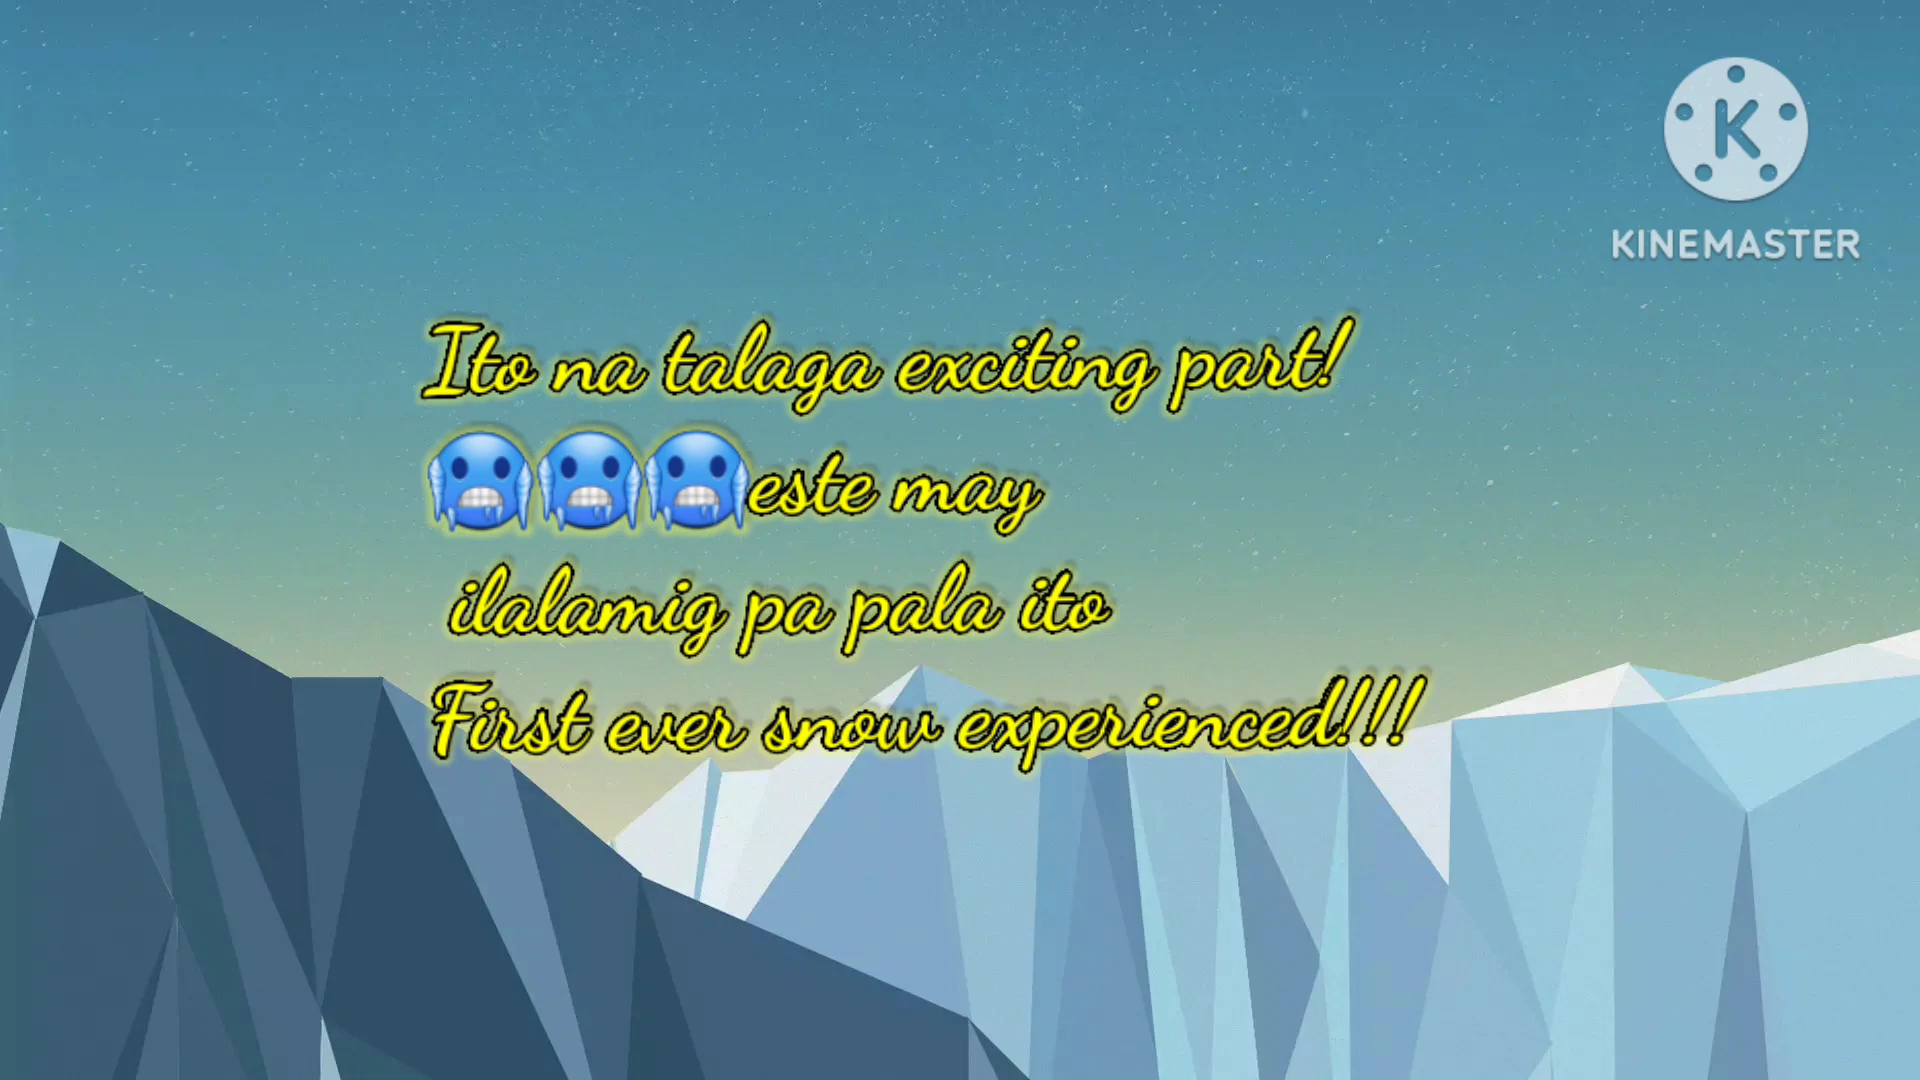 K
KINEMASTER
Ito na talaga exciting part!
🥶🥶🥶este may
ilalamig pa pala ito
First ever snow experienced!!!